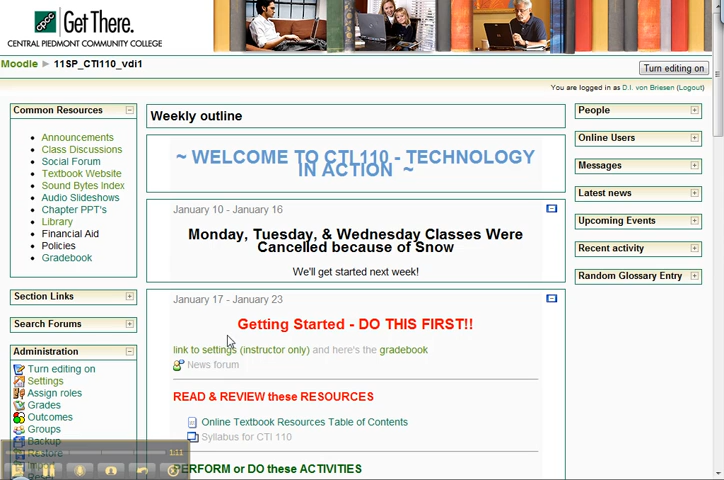 cpcc Get There.
CENTRAL PIEDMONT COMMUNITY COLLEGE
Moodle ► 11SP_CTI110_vdi1
Turn editing on
You are logged in as D.I. von Briesen (Logout)
Common Resources
Announcements
Class Discussions
Social Forum
Textbook Website
Sound Bytes Index
Audio Slideshows
Chapter PPT's
Library
Financial Aid
Policies
Gradebook
Section Links
Search Forums
Administration
Turn editing on
Settings
Assign roles
Grades
Outcomes
Groups
Backup
Restore
1:11
Weekly outline
~ WELCOME TO CTI 110 - TECHNOLOGY
IN ACTION ~
January 10 - January 16
Monday, Tuesday, & Wednesday Classes Were
Cancelled because of Snow
We'll get started next week!
January 17 - January 23
Getting Started - DO THIS FIRST!!
link to settings (instructor only) and here's the gradebook
News forum
READ & REVIEW these RESOURCES
Online Textbook Resources Table of Contents
Syllabus for CTI 110
PERFORM or DO these ACTIVITIES
People
Online Users
Messages
Latest news
Upcoming Events
Recent activity
Random Glossary Entry